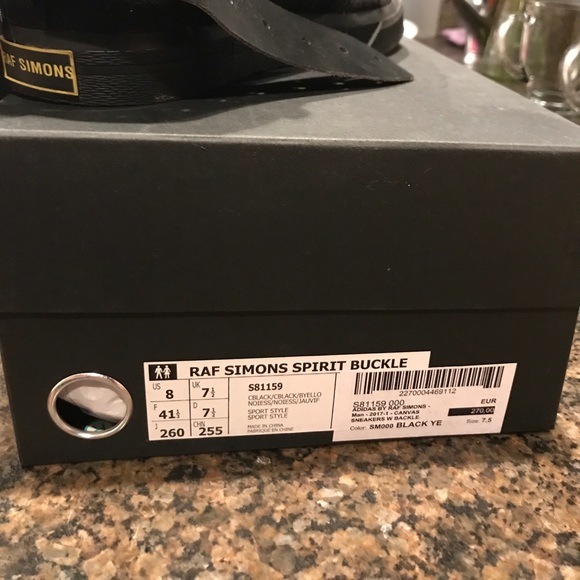 RAF SIMONS
RAF SIMONS SPIRIT BUCKLE
US 8 UK 7½
F 41⅓ D 7½
J 260 CHN 255
S81159
CBLACK/CBLACK/BYELLO
NOIESS/NOIESS/JAUVIF
SPORT STYLE
SPORT STYLE
MADE IN CHINA
FABRIQUE EN CHINE
2270004469112
S81159 000 EUR
ADIDAS BY RAF SIMONS - 270,00
Man - 2017-1 - CANVAS
SNEAKERS W BACKLE
Color: SM000 BLACK YE Size: 7.5